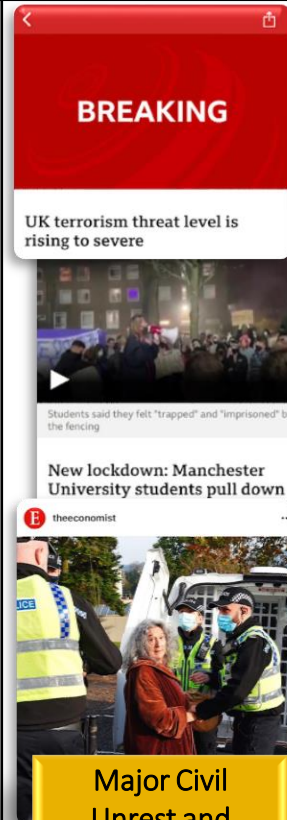 BREAKING
UK terrorism threat level is
rising to severe
Students said they felt "trapped" and "imprisoned" b
the fencing
New lockdown: Manchester
University students pull down
E theeconomist
...
ICE
Major Civil
Unrest and